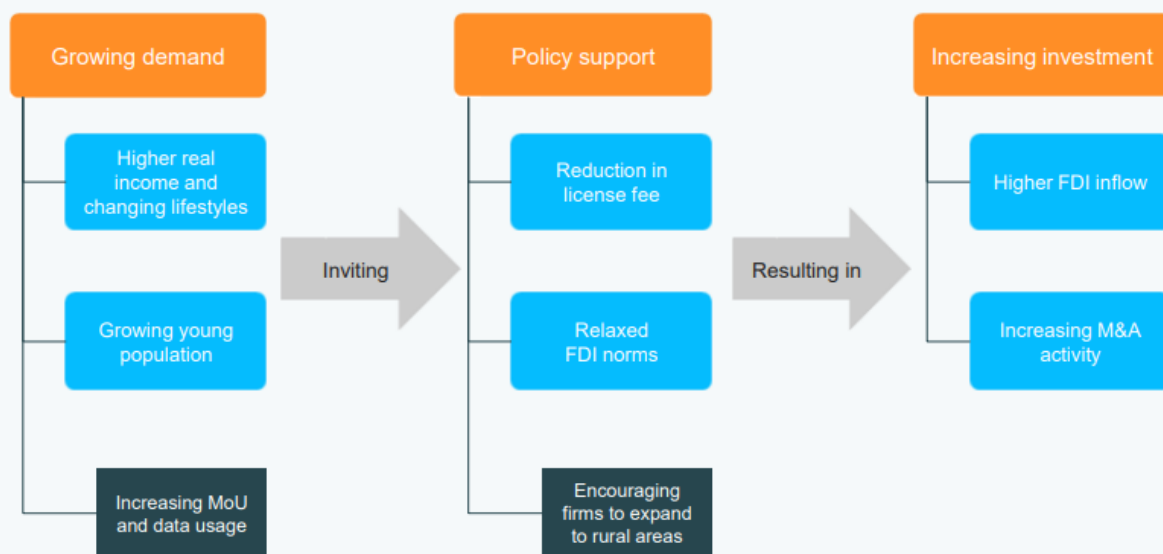 Growing demand
Higher real
income and
changing lifestyles
Growing young
population
Increasing MoU
and data usage
Inviting
Policy support
Reduction in
license fee
Relaxed
FDI norms
Encouraging
firms to expand
to rural areas
Resulting in
Increasing investment
Higher FDI inflow
Increasing M&A
activity